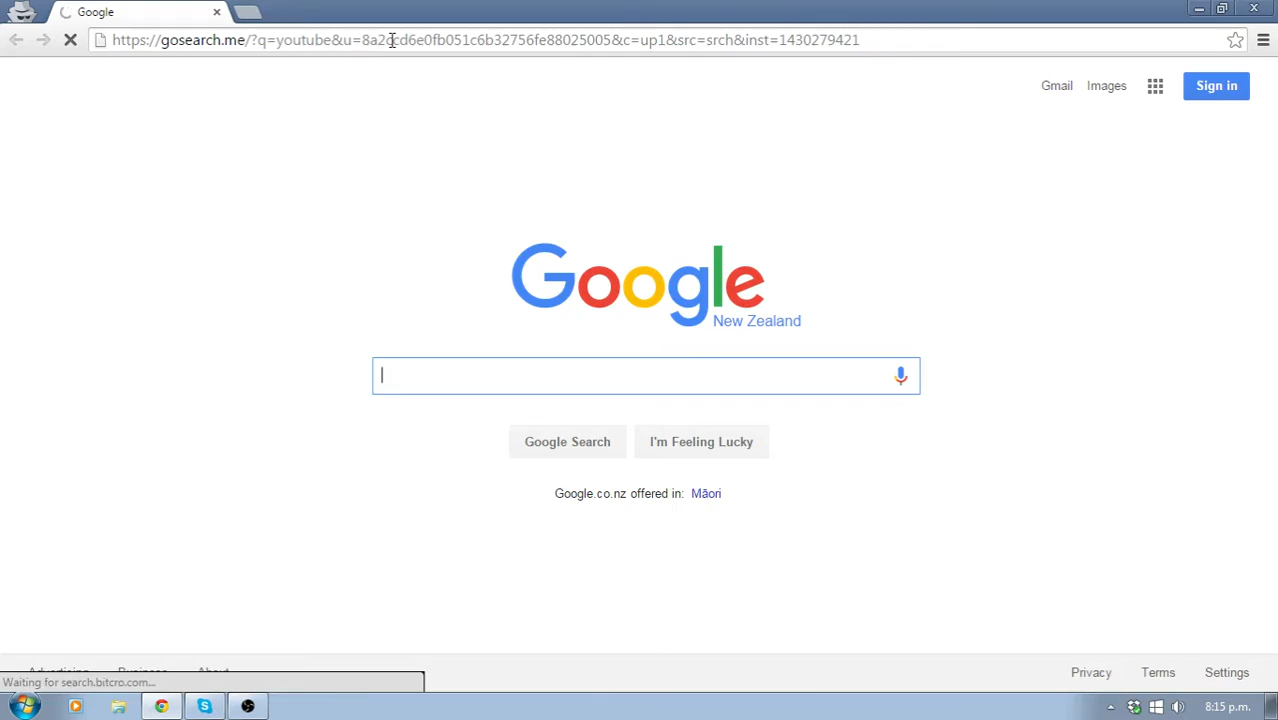 Google
https://gosearch.me/?q=youtube&u=8a2dcd6e0fb051c6b32756fe88025005&c=up1&src=srch&inst=1430279421
Gmail Images Sign in
Google
New Zealand
Google Search I'm Feeling Lucky
Google.co.nz offered in: Māori
Advertising Business About
Privacy Terms Settings
Waiting for search.bitcro.com...
8:15 p.m.